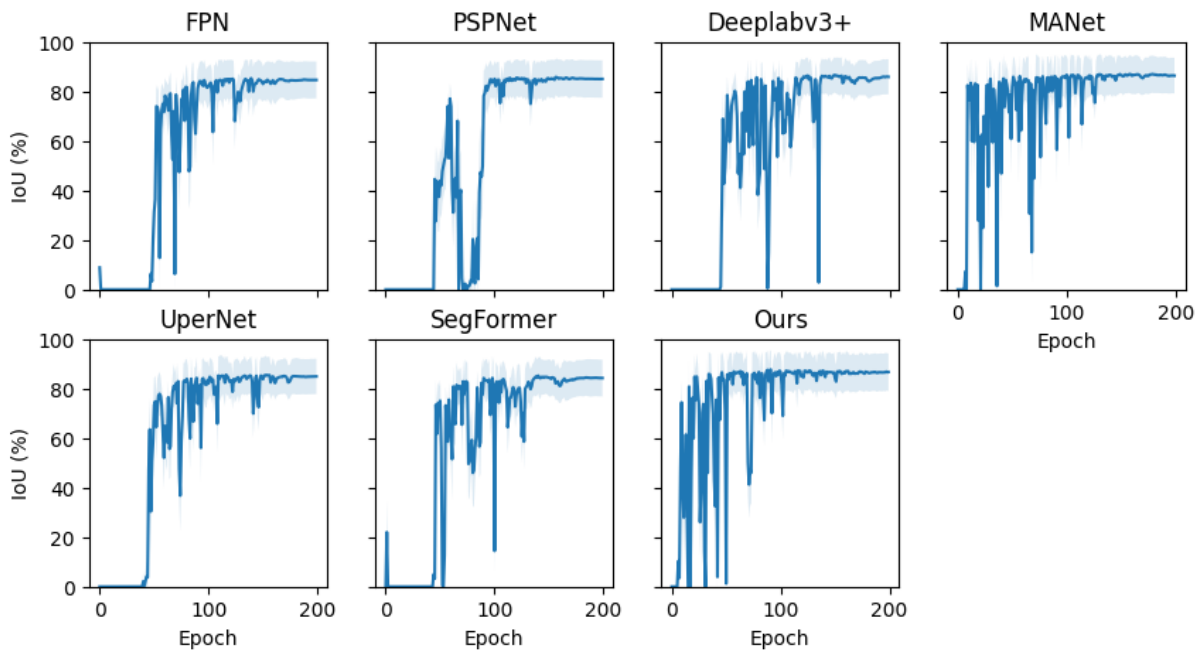 FPN PSPNet Deeplabv3+ MANet
100
80
60
40
20
0
IoU (%)
0 100 200
Epoch
UperNet SegFormer Ours
100
80
60
40
20
0
IoU (%)
0 100 200 0 100 200 0 100 200
Epoch Epoch Epoch